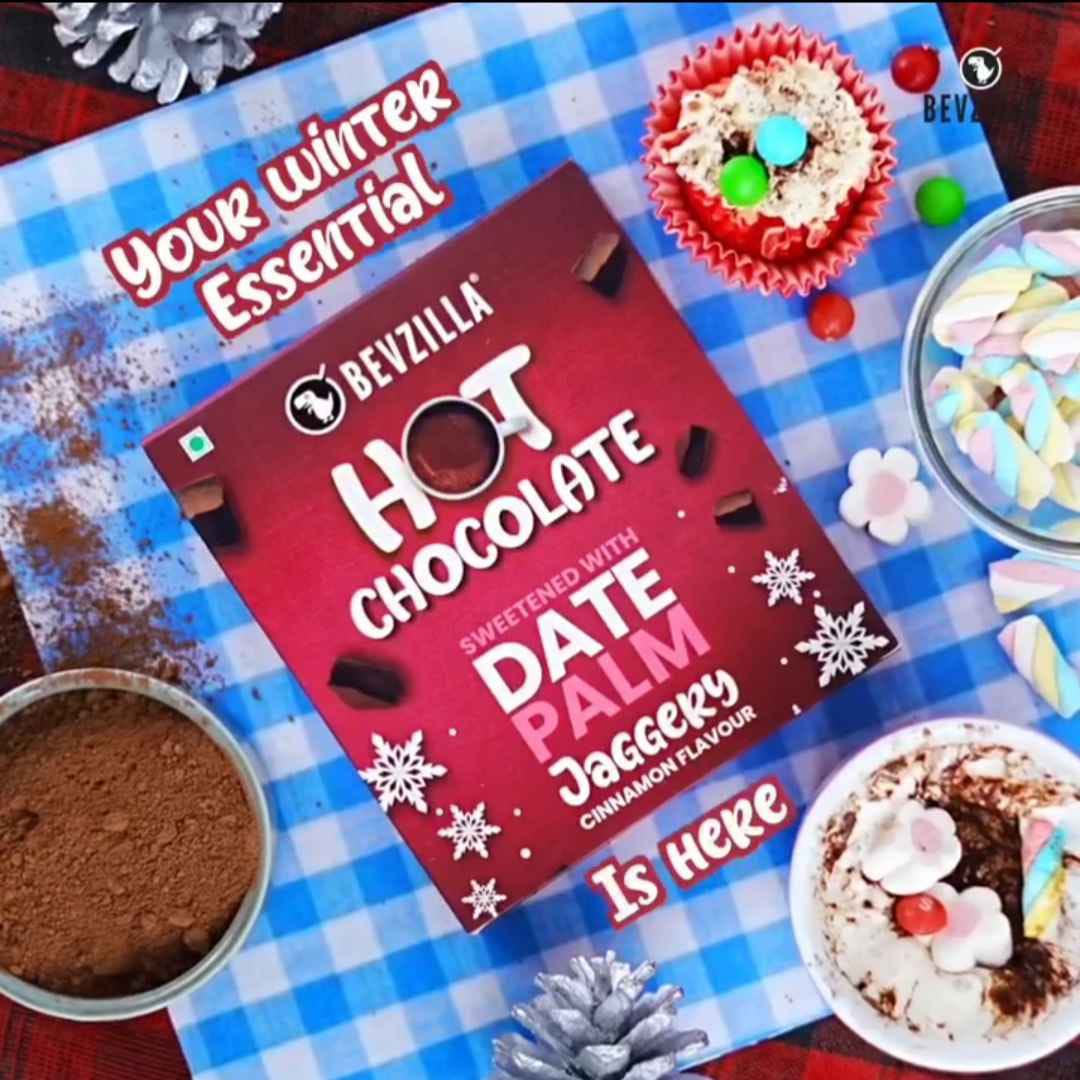 YOUR WINTER
ESSENTIAL
BEVZILLA®
HOT
CHOCOLATE
SWEETENED WITH
DATE
PALM
JAGGERY
CINNAMON FLAVOUR
IS HERE